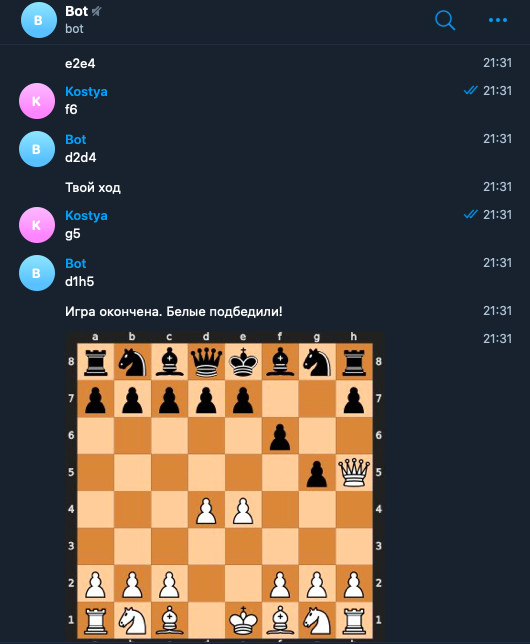 B
Bot
bot
e2e4 21:31
K
Kostya 21:31
f6
B
Bot 21:31
d2d4
Твой ход 21:31
K
Kostya 21:31
g5
B
Bot 21:31
d1h5
Игра окончена. Белые подбедили! 21:31
21:31
a b c d e f g h
8 8
7 7
6 6
5 5
4 4
3 3
2 2
1 1